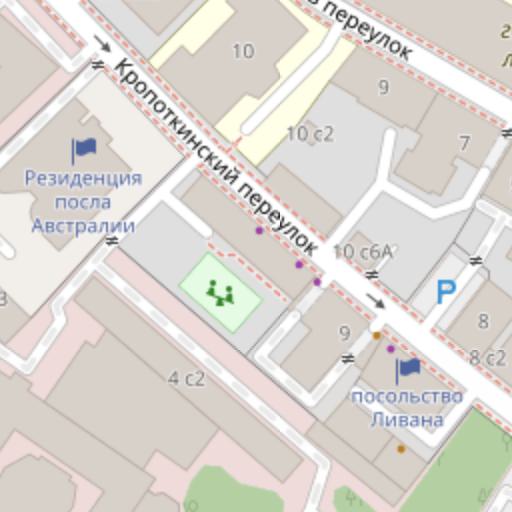 в переулок
10
Кропоткинский переулок
9
10 с2
7
Резиденция
посла
Австралии
10 с6А
P
3
9
8
8 с2
4 с2
посольство
Ливана